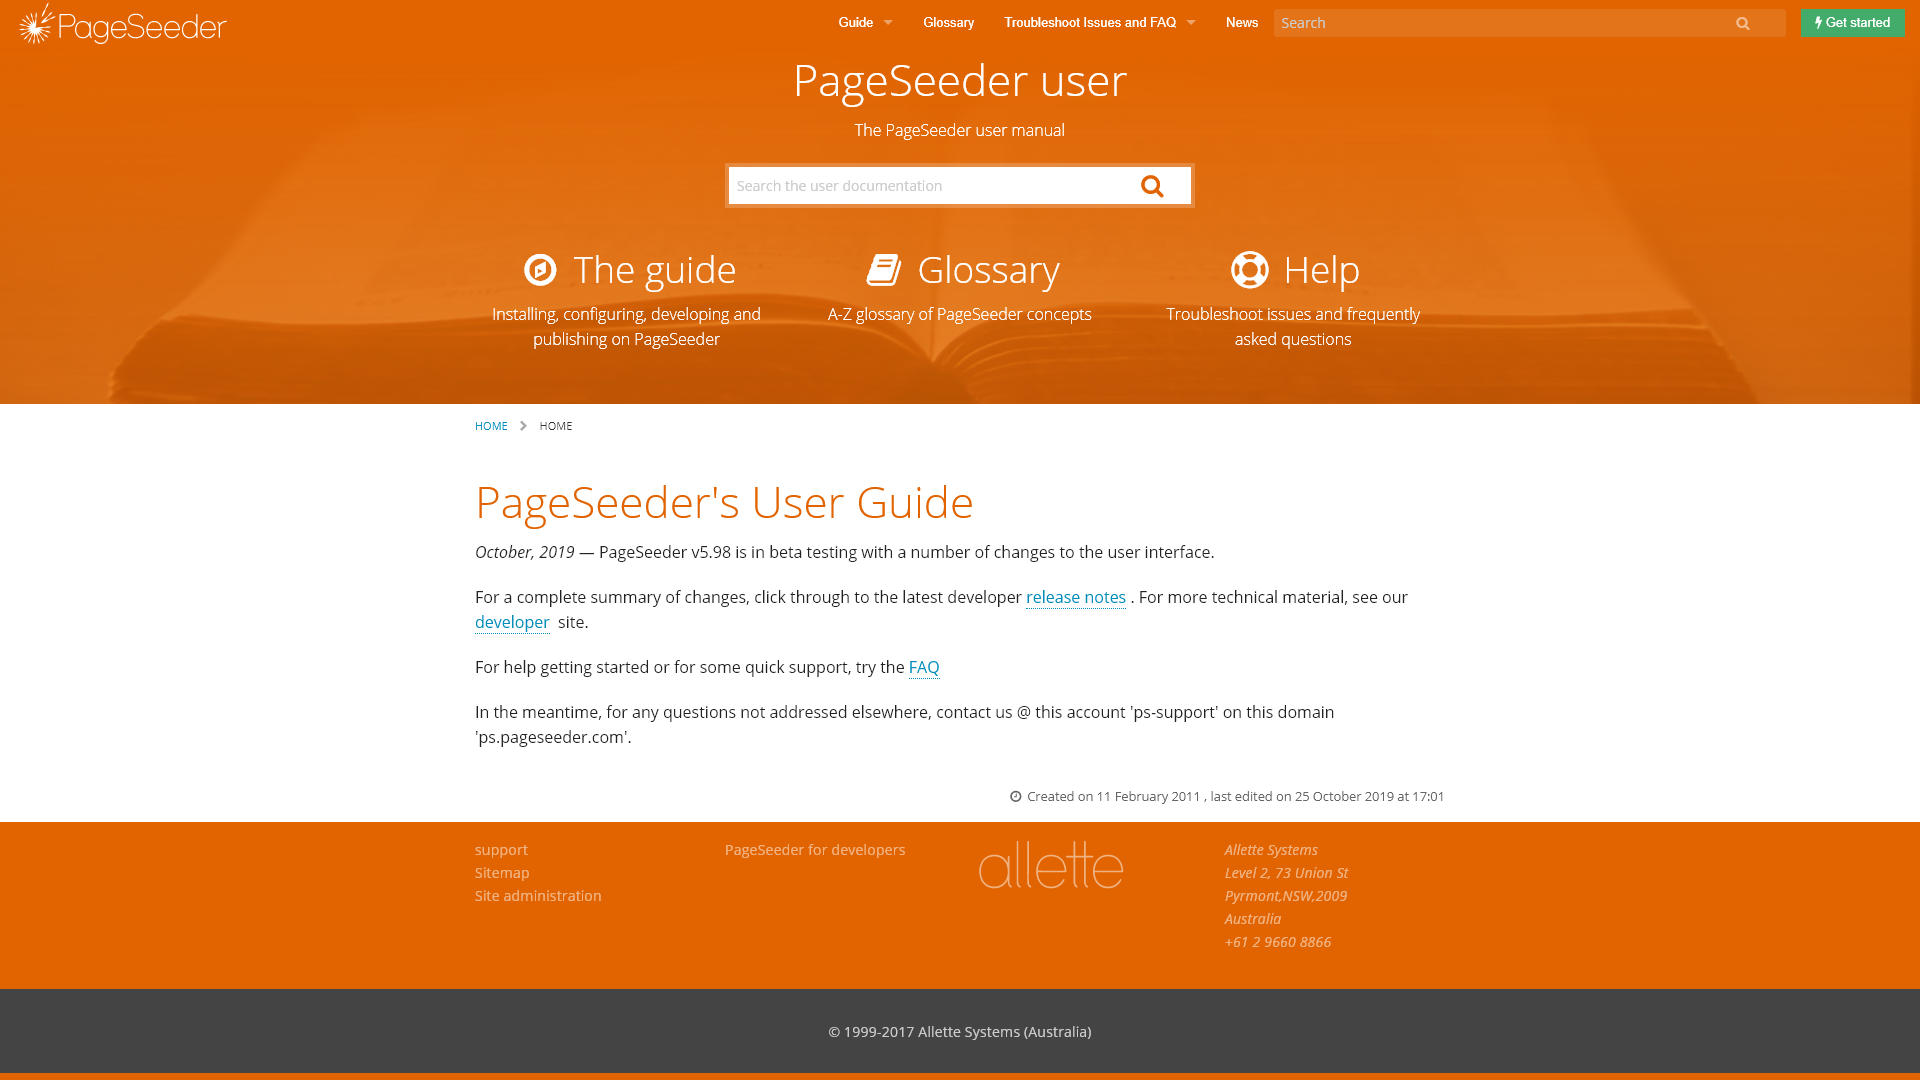 PageSeeder
Guide
Glossary
Troubleshoot Issues and FAQ
News
Search
Get started
PageSeeder user
The PageSeeder user manual
Search the user documentation
The guide
Installing, configuring, developing and
publishing on PageSeeder
Glossary
A-Z glossary of PageSeeder concepts
Help
Troubleshoot issues and frequently
asked questions
HOME
HOME
PageSeeder's User Guide
October, 2019 — PageSeeder v5.98 is in beta testing with a number of changes to the user interface.
For a complete summary of changes, click through to the latest developer release notes . For more technical material, see our
developer site.
For help getting started or for some quick support, try the FAQ
In the meantime, for any questions not addressed elsewhere, contact us @ this account 'ps-support' on this domain
'ps.pageseeder.com'.
Created on 11 February 2011 , last edited on 25 October 2019 at 17:01
support
Sitemap
Site administration
PageSeeder for developers
allette
Allette Systems
Level 2, 73 Union St
Pyrmont,NSW,2009
Australia
+61 2 9660 8866
© 1999-2017 Allette Systems (Australia)